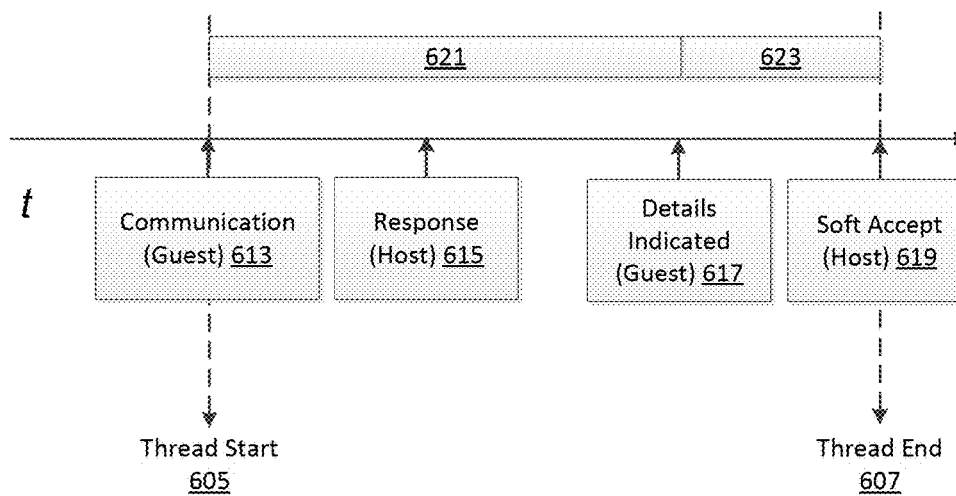 621 623
t
Communication
(Guest) 613
Response
(Host) 615
Details
Indicated
(Guest) 617
Soft Accept
(Host) 619
Thread Start
605
Thread End
607